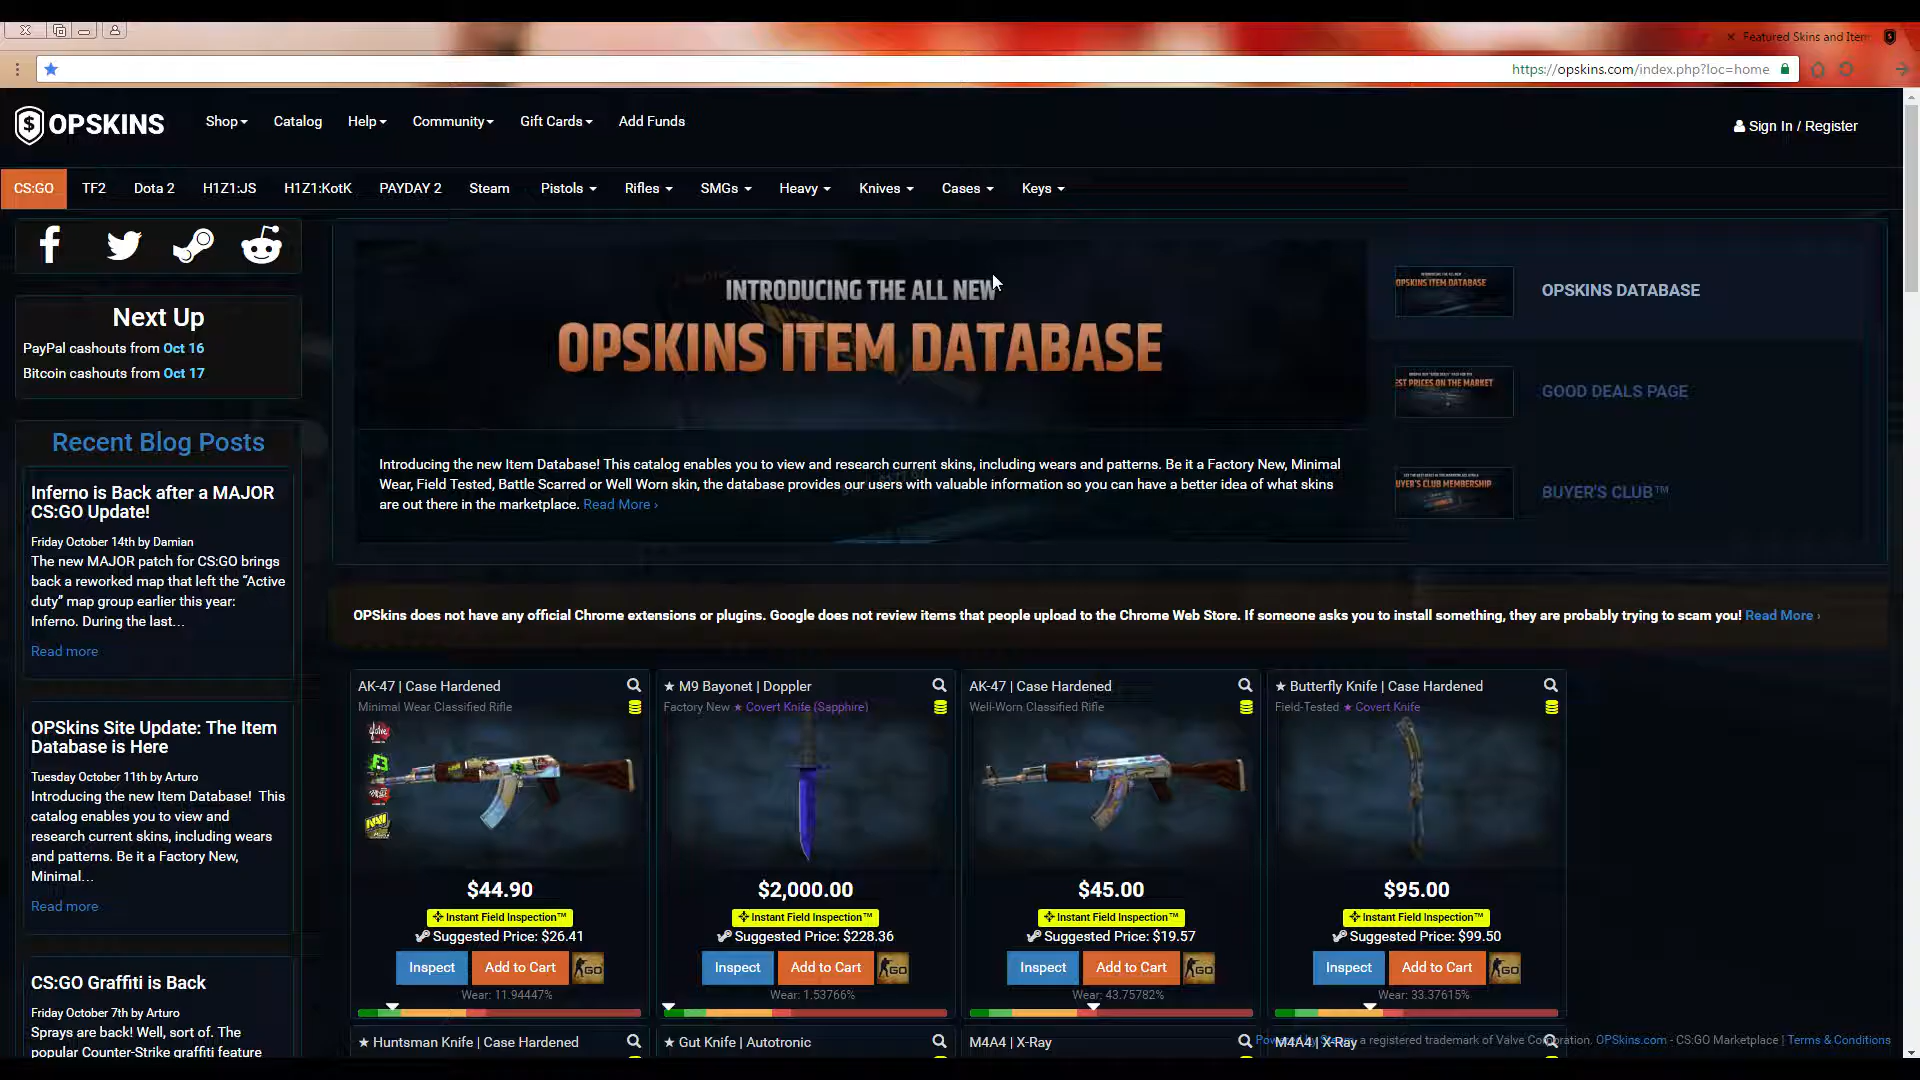 Featured Skins and Item
https://opskins.com/index.php?loc=home
OPSKINS
Shop
Catalog
Help
Community
Gift Cards
Add Funds
Sign In / Register
CS:GO
TF2
Dota 2
H1Z1:JS
H1Z1:KotK
PAYDAY 2
Steam
Pistols
Rifles
SMGs
Heavy
Knives
Cases
Keys
Next Up
PayPal cashouts from Oct 16
Bitcoin cashouts from Oct 17
Recent Blog Posts
Inferno is Back after a MAJOR
CS:GO Update!
Friday October 14th by Damian
The new MAJOR patch for CS:GO brings
back a reworked map that left the “Active
duty” map group earlier this year:
Inferno. During the last...
Read more
OPSkins Site Update: The Item
Database is Here
Tuesday October 11th by Arturo
Introducing the new Item Database! This
catalog enables you to view and
research current skins, including wears
and patterns. Be it a Factory New,
Minimal...
Read more
CS:GO Graffiti is Back
Friday October 7th by Arturo
Sprays are back! Well, sort of. The
popular Counter-Strike graffiti feature
INTRODUCING THE ALL NEW
OPSKINS ITEM DATABASE
Introducing the new Item Database! This catalog enables you to view and research current skins, including wears and patterns. Be it a Factory New, Minimal
Wear, Field Tested, Battle Scarred or Well Worn skin, the database provides our users with valuable information so you can have a better idea of what skins
are out there in the marketplace. Read More ›
OPSKINS ITEM DATABASE
OPSKINS DATABASE
EST PRICES ON THE MARKET
GOOD DEALS PAGE
UYER'S CLUB MEMBERSHIP
BUYER'S CLUB™
OPSkins does not have any official Chrome extensions or plugins. Google does not review items that people upload to the Chrome Web Store. If someone asks you to install something, they are probably trying to scam you! Read More ›
AK-47 | Case Hardened
Minimal Wear Classified Rifle
$44.90
Instant Field Inspection™
Suggested Price: $26.41
Inspect
Add to Cart
GO
Wear: 11.94447%
★ M9 Bayonet | Doppler
Factory New ★ Covert Knife (Sapphire)
$2,000.00
Instant Field Inspection™
Suggested Price: $228.36
Inspect
Add to Cart
GO
Wear: 1.53766%
AK-47 | Case Hardened
Well-Worn Classified Rifle
$45.00
Instant Field Inspection™
Suggested Price: $19.57
Inspect
Add to Cart
GO
Wear: 43.75782%
★ Butterfly Knife | Case Hardened
Field-Tested ★ Covert Knife
$95.00
Instant Field Inspection™
Suggested Price: $99.50
Inspect
Add to Cart
GO
Wear: 33.37615%
★ Huntsman Knife | Case Hardened
★ Gut Knife | Autotronic
M4A4 | X-Ray
M4A4 | X-Ray
Powered by Steam, a registered trademark of Valve Corporation. OPSkins.com - CS:GO Marketplace | Terms & Conditions